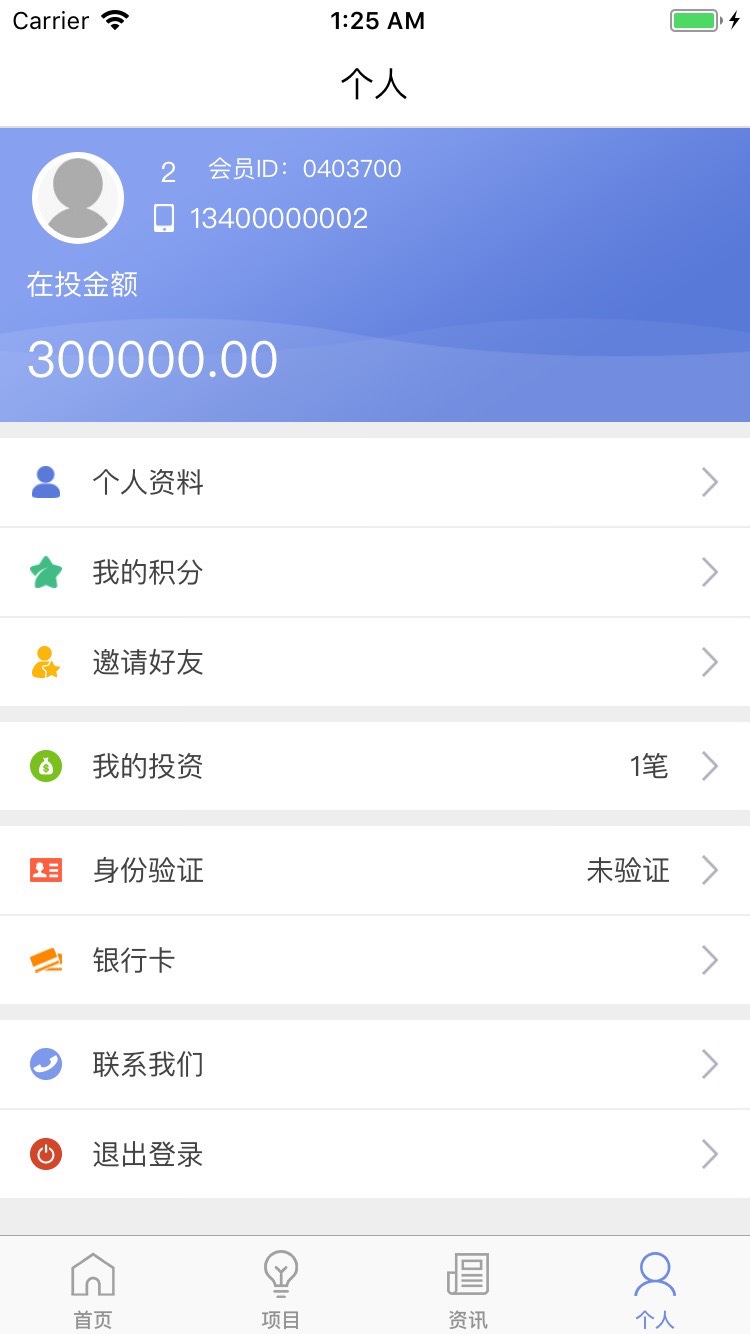 Carrier 1:25 AM
个人
2 会员ID：0403700
13400000002
在投金额
300000.00
个人资料
我的积分
邀请好友
我的投资 1笔
身份验证 未验证
银行卡
联系我们
退出登录
首页 项目 资讯 个人